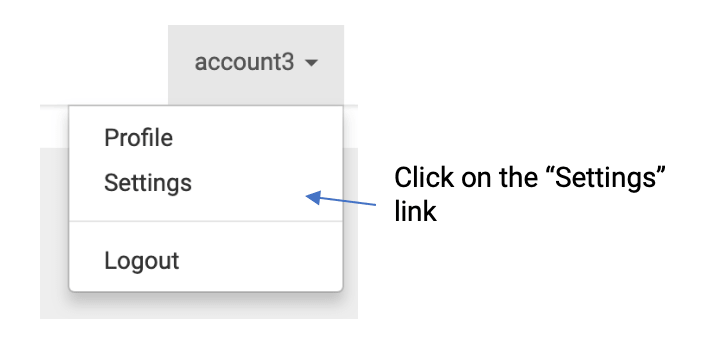 account3
Profile
Settings
Click on the “Settings”
link
Logout